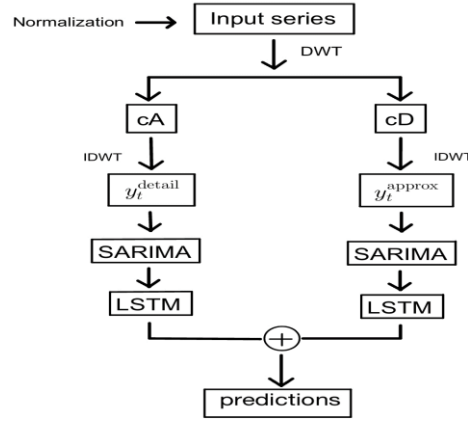 Normalization
Input series
DWT
cA
cD
IDWT
IDWT
y_t^detail
y_t^approx
SARIMA
SARIMA
LSTM
LSTM
+
predictions